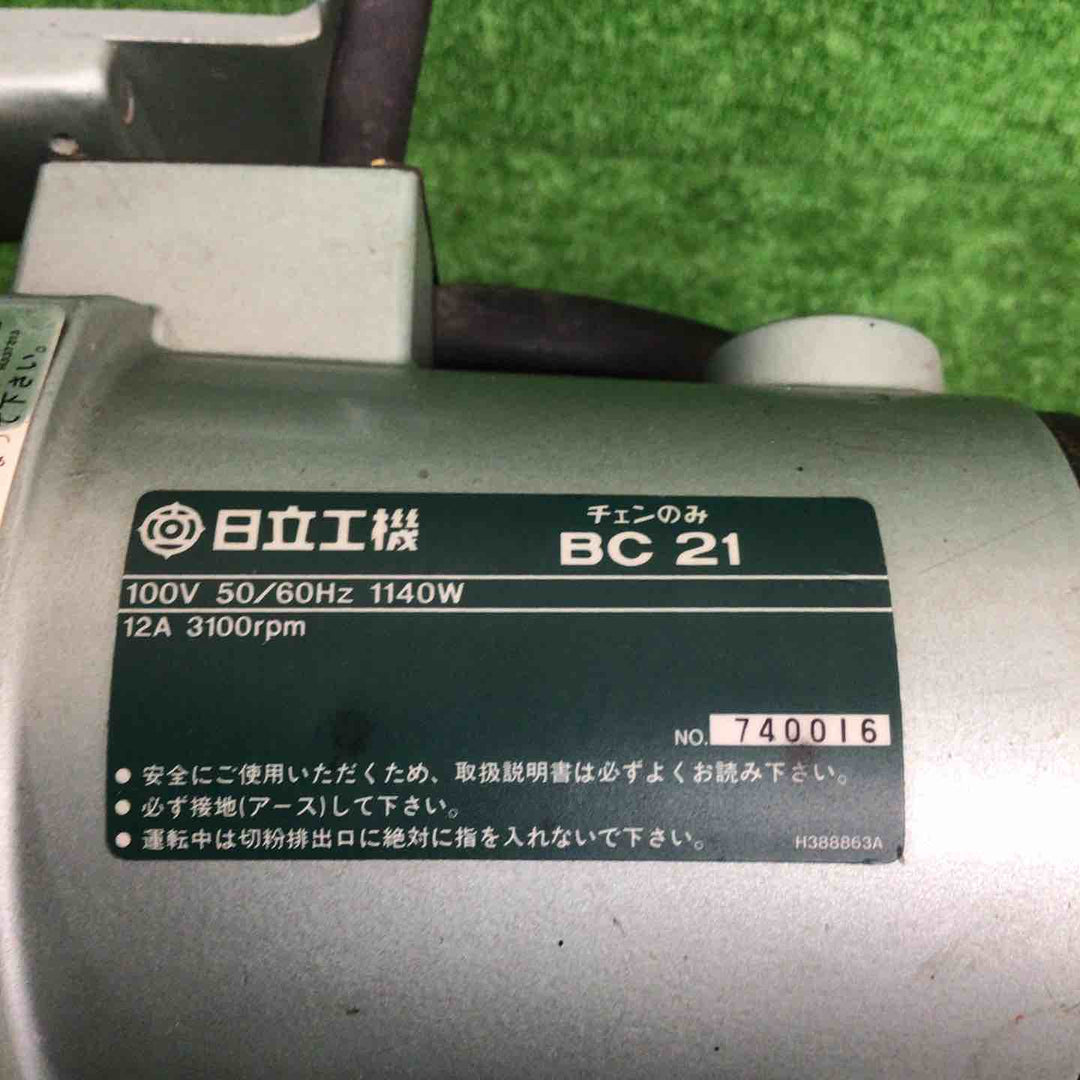 て下さい。
日立工機
チェンのみ
BC 21
100V 50/60Hz 1140W
12A 3100rpm
NO. 740016
● 安全にご使用いただくため、取扱説明書は必ずよくお読み下さい。
● 必ず接地(アース)して下さい。
● 運転中は切粉排出口に絶対に指を入れないで下さい。
H388863A